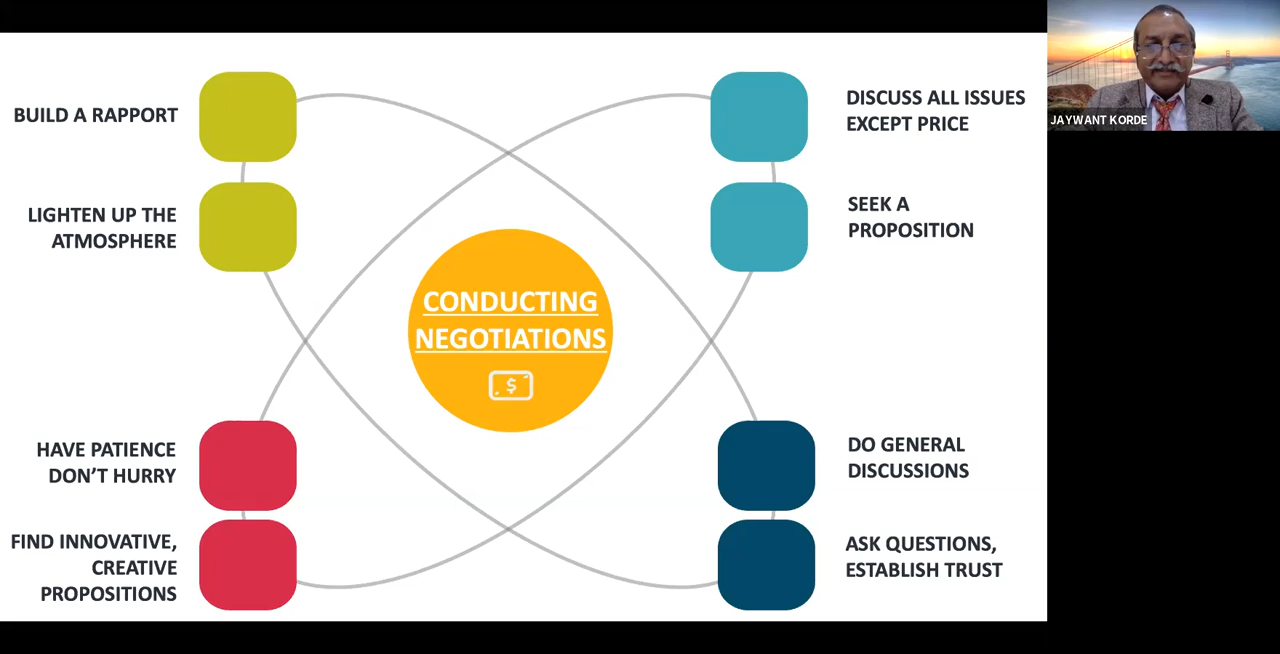 BUILD A RAPPORT
LIGHTEN UP THE
ATMOSPHERE
HAVE PATIENCE
DON'T HURRY
FIND INNOVATIVE,
CREATIVE
PROPOSITIONS
CONDUCTING
NEGOTIATIONS
$
DISCUSS ALL ISSUES
EXCEPT PRICE
SEEK A
PROPOSITION
DO GENERAL
DISCUSSIONS
ASK QUESTIONS,
ESTABLISH TRUST
JAYWANT KORDE